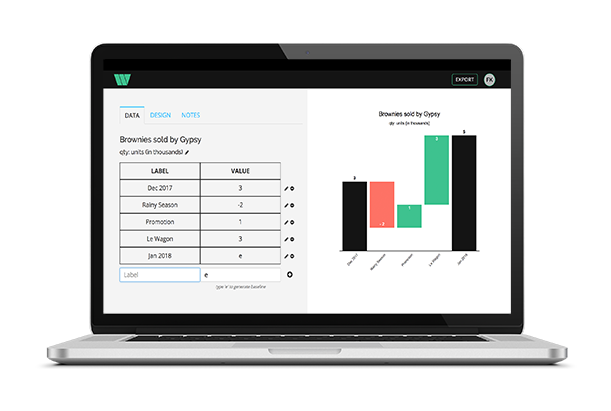 EXPORT
FK
DATA DESIGN NOTES
Brownies sold by Gypsy
qty: units (in thousands)
LABEL VALUE
Dec 2017 3
Rainy Season -2
Promotion 1
Le Wagon 3
Jan 2018 e
Label e
type 'e' to generate baseline
Brownies sold by Gypsy
qty: units (in thousands)
3
-2
1
3
5
Dec 2017
Rainy Season
Promotion
Le Wagon
Jan 2018